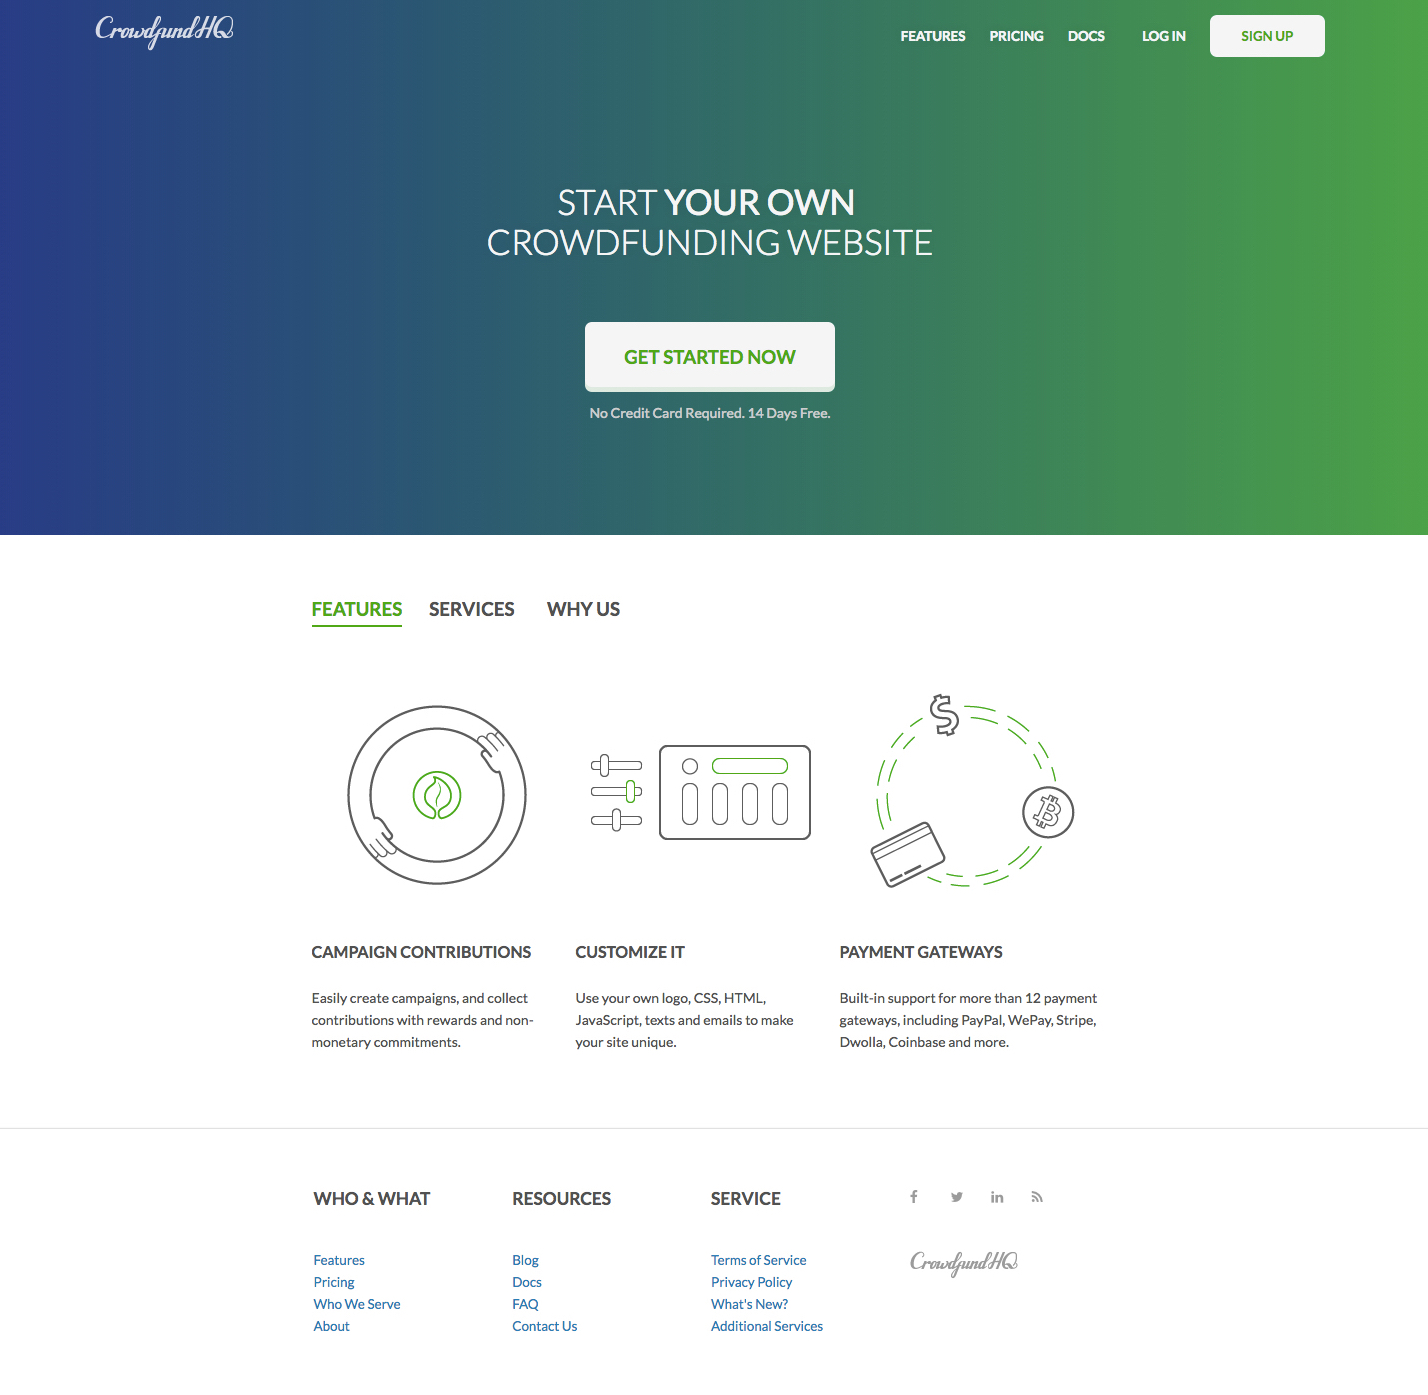 CrowdfundHQ
FEATURES PRICING DOCS LOG IN SIGN UP
START YOUR OWN
CROWDFUNDING WEBSITE
GET STARTED NOW
No Credit Card Required. 14 Days Free.
FEATURES SERVICES WHY US
CAMPAIGN CONTRIBUTIONS
Easily create campaigns, and collect
contributions with rewards and non-
monetary commitments.
CUSTOMIZE IT
Use your own logo, CSS, HTML,
JavaScript, texts and emails to make
your site unique.
PAYMENT GATEWAYS
Built-in support for more than 12 payment
gateways, including PayPal, WePay, Stripe,
Dwolla, Coinbase and more.
WHO & WHAT
Features
Pricing
Who We Serve
About
RESOURCES
Blog
Docs
FAQ
Contact Us
SERVICE
Terms of Service
Privacy Policy
What's New?
Additional Services
CrowdfundHQ